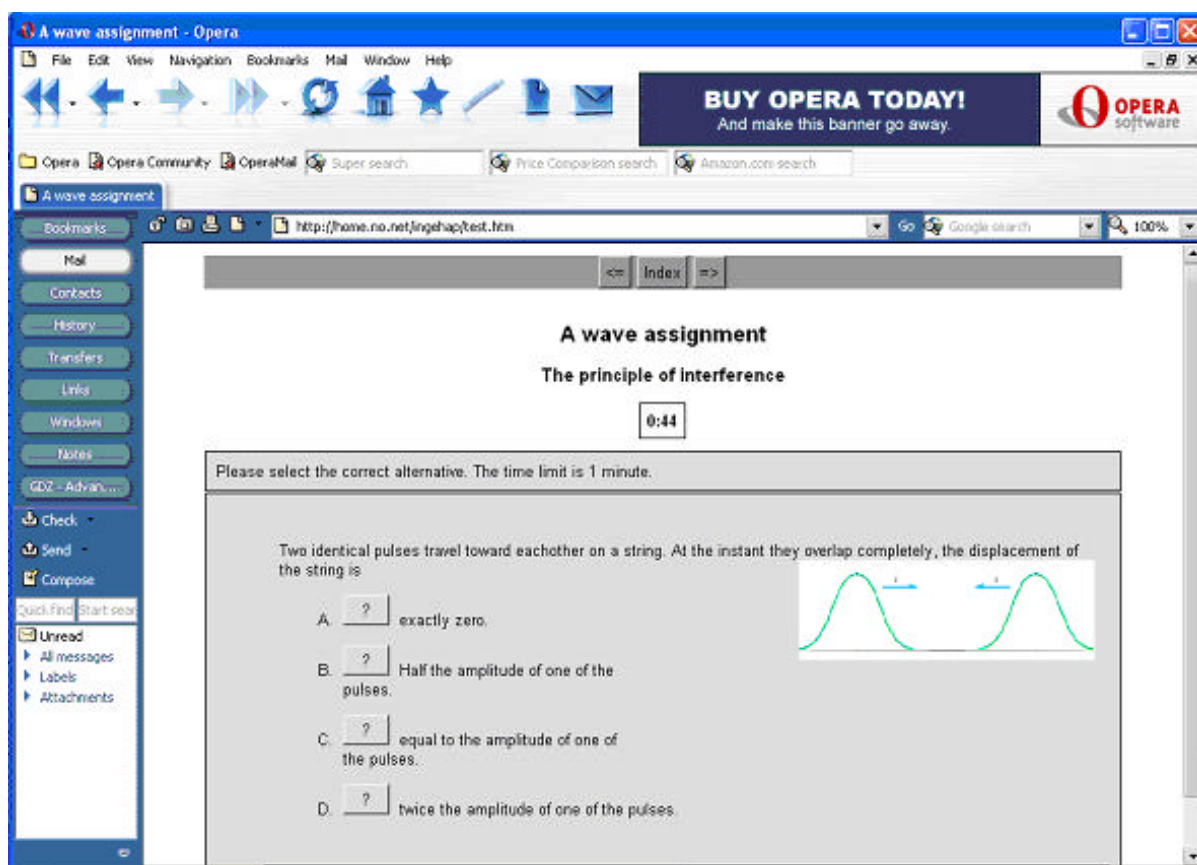 A wave assignment - Opera
File Edit View Navigation Bookmarks Mail Window Help
BUY OPERA TODAY!
And make this banner go away.
OPERA
software
Opera Opera Community OperaMail Super search Price Comparison search Amazon.com search
A wave assignment
Bookmarks http://home.no.net/ingehap/test.htm Go Google search 100%
Mail
Contacts
History
Transfers
Links
Windows
Notes
GDZ - Advan....
Check
Send
Compose
Quick find Start sear
Unread
All messages
Labels
Attachments
<= Index =>
A wave assignment
The principle of interference
0:44
Please select the correct alternative. The time limit is 1 minute.
Two identical pulses travel toward eachother on a string. At the instant they overlap completely, the displacement of
the string is
A. ? exactly zero.
B. ? Half the amplitude of one of the
pulses.
C. ? equal to the amplitude of one of
the pulses.
D. ? twice the amplitude of one of the pulses.